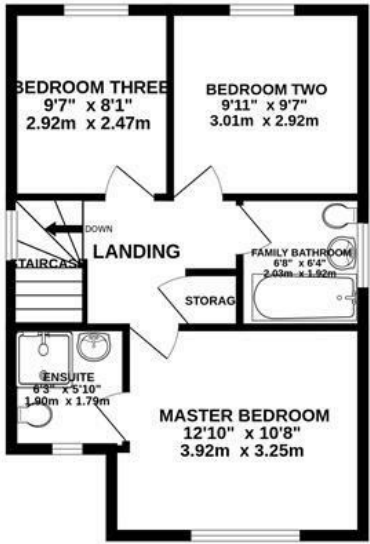 BEDROOM THREE
9'7" x 8'1"
2.92m x 2.47m
BEDROOM TWO
9'11" x 9'7"
3.01m x 2.92m
DOWN
LANDING
STAIRCASE
FAMILY BATHROOM
6'8" x 6'4"
2.03m x 1.92m
STORAG
ENSUITE
6'3" x 5'10"
1.90m x 1.79m
MASTER BEDROOM
12'10" x 10'8"
3.92m x 3.25m